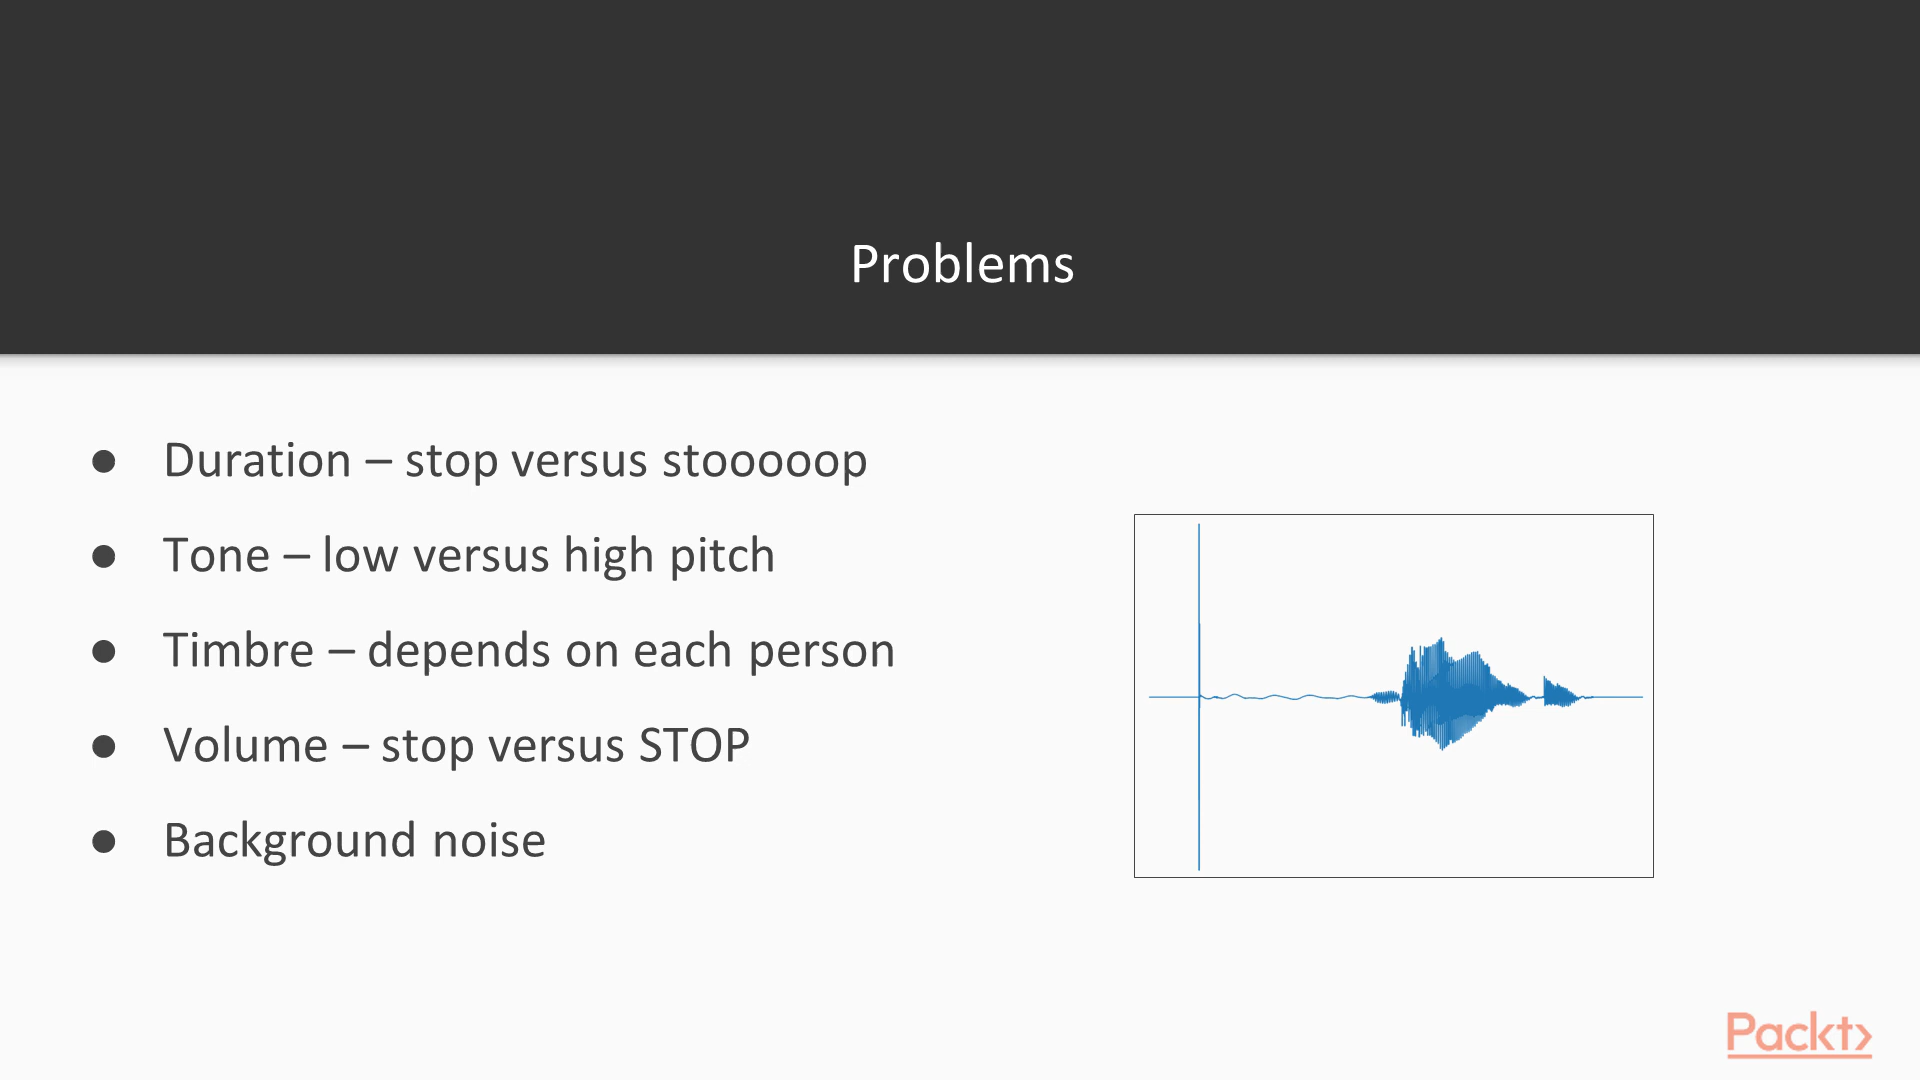 Problems
● Duration – stop versus stooooop
● Tone – low versus high pitch
● Timbre – depends on each person
● Volume – stop versus STOP
● Background noise
Packt>